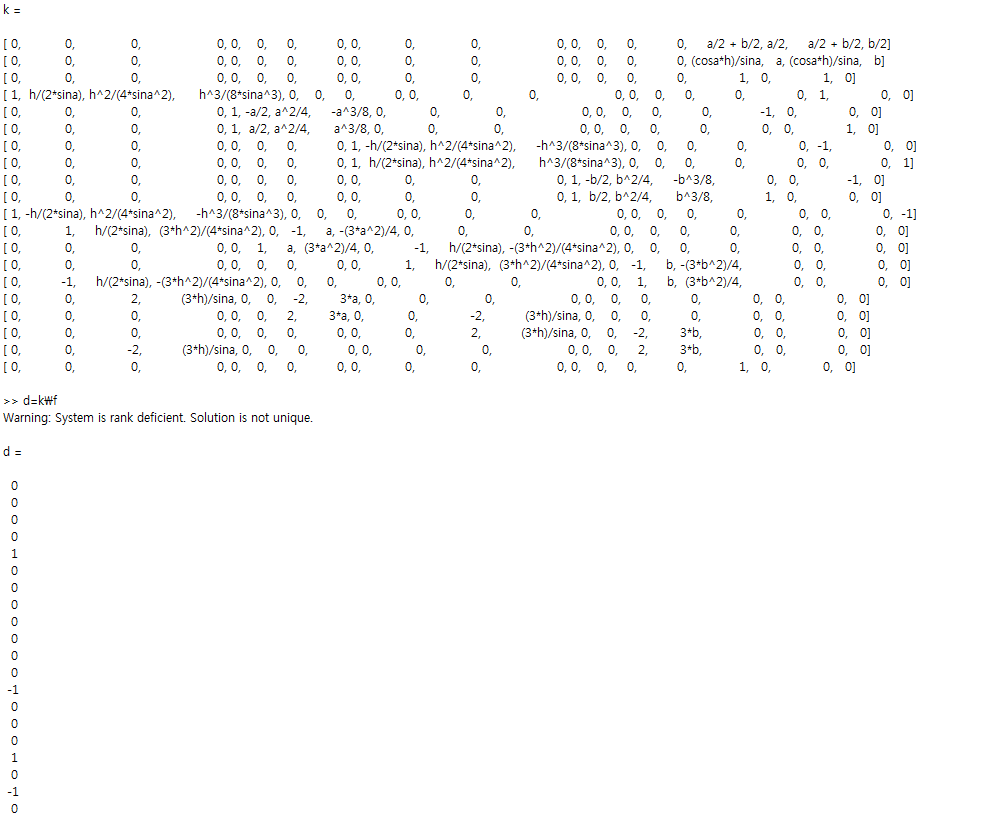 k =
[ 0, 0, 0, 0, 0, 0, 0, 0, 0, 0, 0, 0, 0, 0, 0, 0, a/2 + b/2, a/2, a/2 + b/2, b/2]
[ 0, 0, 0, 0, 0, 0, 0, 0, 0, 0, 0, 0, 0, 0, 0, 0, (cosa*h)/sina, a, (cosa*h)/sina, b]
[ 0, 0, 0, 0, 0, 0, 0, 0, 0, 0, 0, 0, 0, 0, 0, 0, 1, 0, 1, 0]
[ 1, h/(2*sina), h^2/(4*sina^2), h^3/(8*sina^3), 0, 0, 0, 0, 0, 0, 0, 0, 0, 0, 0, 0, 0, 1, 0, 0]
[ 0, 0, 0, 0, 1, -a/2, a^2/4, -a^3/8, 0, 0, 0, 0, 0, 0, 0, 0, -1, 0, 0, 0]
[ 0, 0, 0, 0, 1, a/2, a^2/4, a^3/8, 0, 0, 0, 0, 0, 0, 0, 0, 0, 0, 1, 0]
[ 0, 0, 0, 0, 0, 0, 0, 0, 1, -h/(2*sina), h^2/(4*sina^2), -h^3/(8*sina^3), 0, 0, 0, 0, 0, -1, 0, 0]
[ 0, 0, 0, 0, 0, 0, 0, 0, 1, h/(2*sina), h^2/(4*sina^2), h^3/(8*sina^3), 0, 0, 0, 0, 0, 0, 0, 1]
[ 0, 0, 0, 0, 0, 0, 0, 0, 0, 0, 0, 0, 1, -b/2, b^2/4, -b^3/8, 0, 0, -1, 0]
[ 0, 0, 0, 0, 0, 0, 0, 0, 0, 0, 0, 0, 1, b/2, b^2/4, b^3/8, 1, 0, 0, 0]
[ 1, -h/(2*sina), h^2/(4*sina^2), -h^3/(8*sina^3), 0, 0, 0, 0, 0, 0, 0, 0, 0, 0, 0, 0, 0, 0, 0, -1]
[ 0, 1, h/(2*sina), (3*h^2)/(4*sina^2), 0, -1, a, -(3*a^2)/4, 0, 0, 0, 0, 0, 0, 0, 0, 0, 0, 0, 0]
[ 0, 0, 0, 0, 0, 1, a, (3*a^2)/4, 0, -1, h/(2*sina), -(3*h^2)/(4*sina^2), 0, 0, 0, 0, 0, 0, 0, 0]
[ 0, 0, 0, 0, 0, 0, 0, 0, 0, 1, h/(2*sina), (3*h^2)/(4*sina^2), 0, -1, b, -(3*b^2)/4, 0, 0, 0, 0]
[ 0, -1, h/(2*sina), -(3*h^2)/(4*sina^2), 0, 0, 0, 0, 0, 0, 0, 0, 0, 1, b, (3*b^2)/4, 0, 0, 0, 0]
[ 0, 0, 2, (3*h)/sina, 0, 0, -2, 3*a, 0, 0, 0, 0, 0, 0, 0, 0, 0, 0, 0, 0]
[ 0, 0, 0, 0, 0, 0, 2, 3*a, 0, 0, -2, (3*h)/sina, 0, 0, 0, 0, 0, 0, 0, 0]
[ 0, 0, 0, 0, 0, 0, 0, 0, 0, 0, 2, (3*h)/sina, 0, 0, -2, 3*b, 0, 0, 0, 0]
[ 0, 0, -2, (3*h)/sina, 0, 0, 0, 0, 0, 0, 0, 0, 0, 0, 2, 3*b, 0, 0, 0, 0]
[ 0, 0, 0, 0, 0, 0, 0, 0, 0, 0, 0, 0, 0, 0, 0, 0, 1, 0, 0, 0]
>> d=k₩f
Warning: System is rank deficient. Solution is not unique.
d =
0
0
0
0
1
0
0
0
0
0
0
0
-1
0
0
0
1
0
-1
0